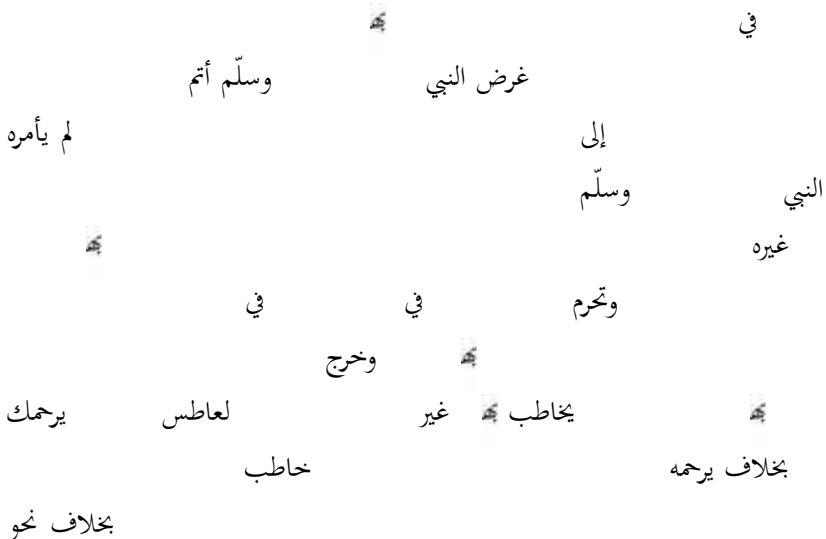 في
غرض النبي وسلّم أتم
إلى لم يأمره
النبي وسلّم
غيره
وتحرم في في
وخرج
يخاطب غير لعاطس يرحمك
بخلاف يرحمه خاطب
بخلاف نحو